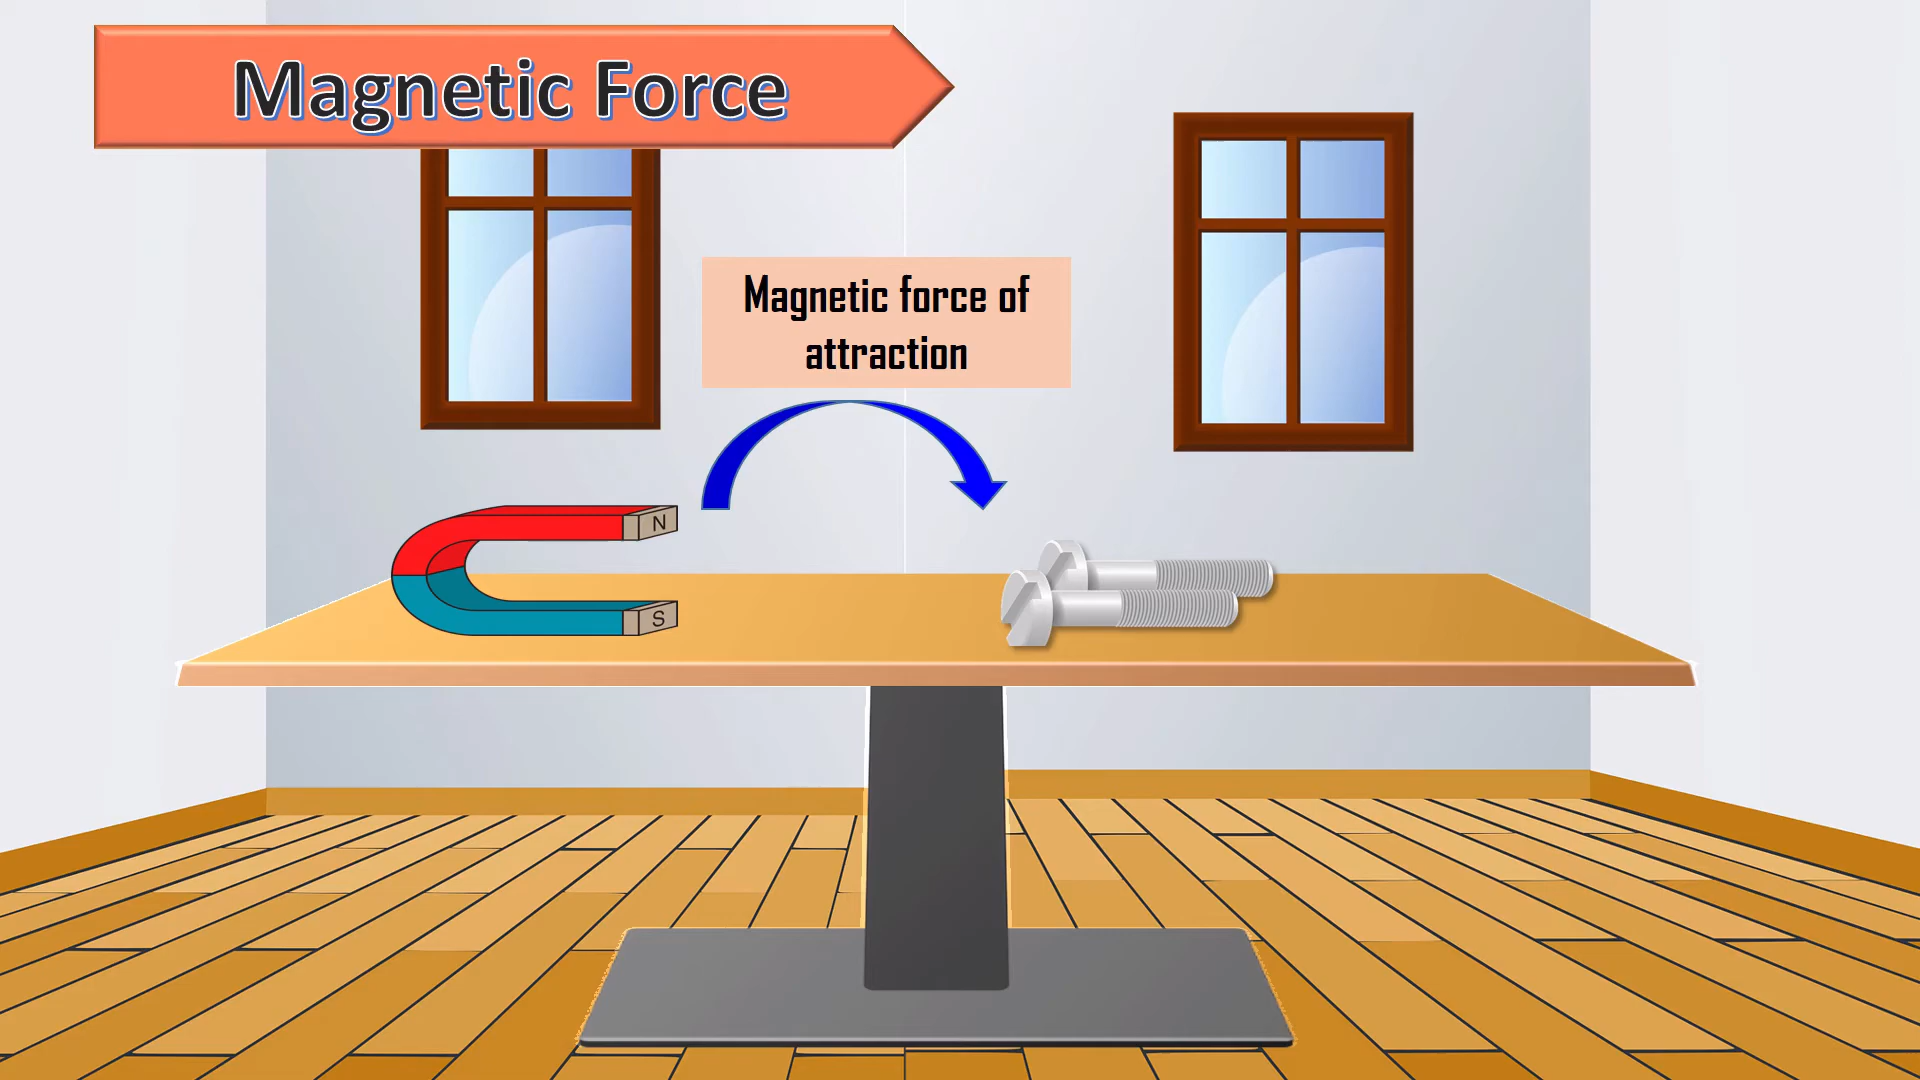 Magnetic Force
Magnetic force of
attraction
N
S